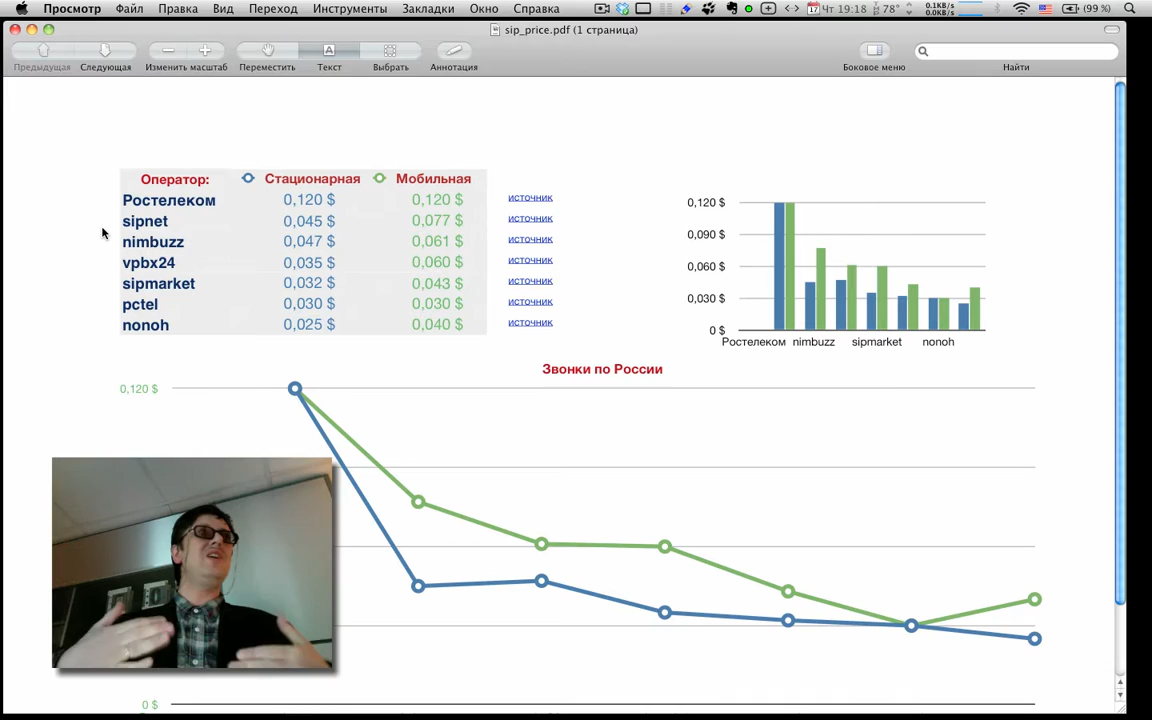 Просмотр Файл Правка Вид Переход Инструменты Закладки Окно Справка 0.1KB/s 0.0KB/s Чт 19:18 78° (99 %)
sip_price.pdf (1 страница)
Предыдущая Следующая Изменить масштаб Переместить Текст Выбрать Аннотация Боковое меню Найти
Оператор: Стационарная Мобильная
Ростелеком 0,120 $ 0,120 $ источник
sipnet 0,045 $ 0,077 $ источник
nimbuzz 0,047 $ 0,061 $ источник
vpbx24 0,035 $ 0,060 $ источник
sipmarket 0,032 $ 0,043 $ источник
pctel 0,030 $ 0,030 $ источник
nonoh 0,025 $ 0,040 $ источник
0,120 $
0,090 $
0,060 $
0,030 $
0 $
Ростелеком nimbuzz sipmarket nonoh
Звонки по России
0,120 $
0 $